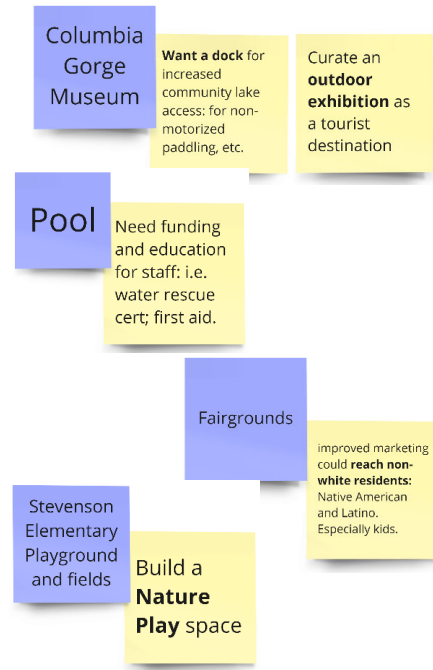 Columbia
Gorge
Museum
Want a dock for
increased
community lake
access: for non-
motorized
paddling, etc.
Curate an
outdoor
exhibition as
a tourist
destination
Pool
Need funding
and education
for staff: i.e.
water rescue
cert; first aid.
Fairgrounds
improved marketing
could reach non-
white residents:
Native American
and Latino.
Especially kids.
Stevenson
Elementary
Playground
and fields
Build a
Nature
Play space